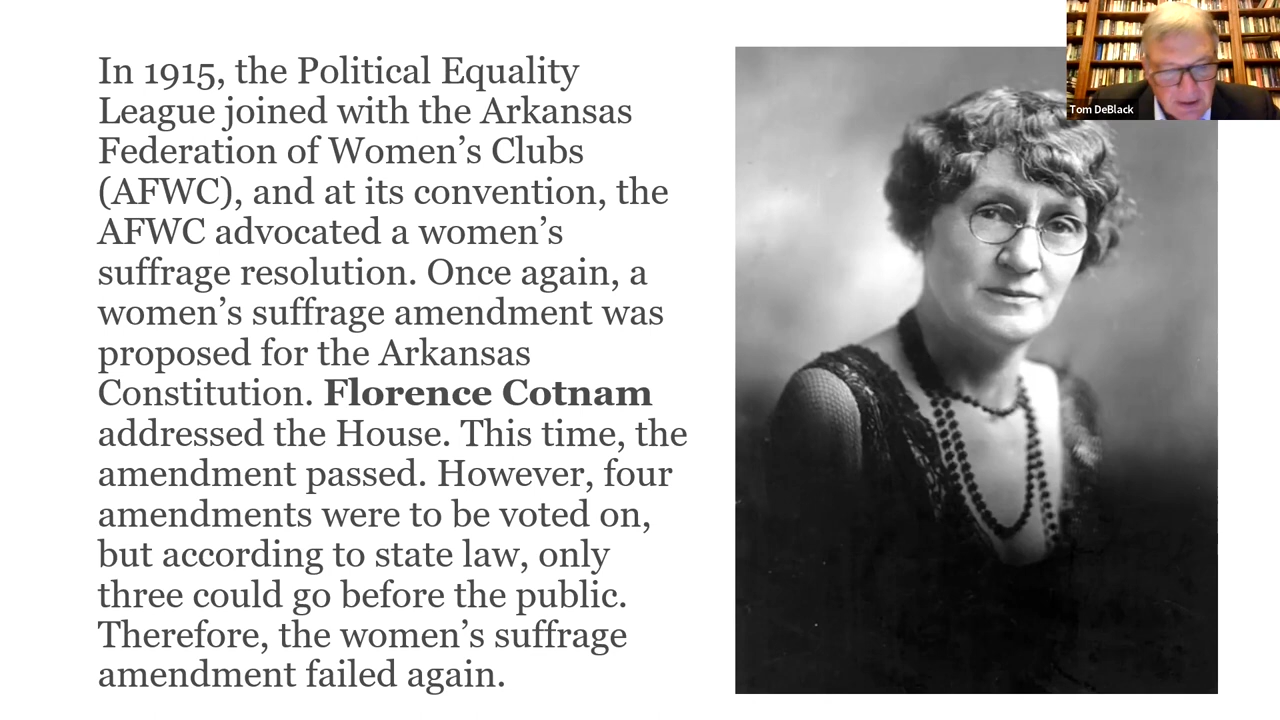 In 1915, the Political Equality
League joined with the Arkansas
Federation of Women’s Clubs
(AFWC), and at its convention, the
AFWC advocated a women’s
suffrage resolution. Once again, a
women’s suffrage amendment was
proposed for the Arkansas
Constitution. Florence Cotnam
addressed the House. This time, the
amendment passed. However, four
amendments were to be voted on,
but according to state law, only
three could go before the public.
Therefore, the women’s suffrage
amendment failed again.
Tom DeBlack